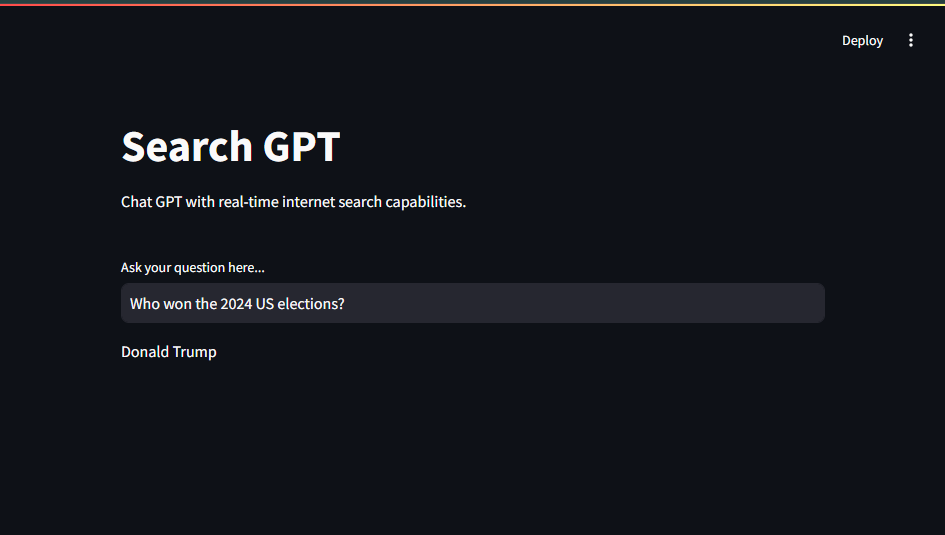 Deploy
Search GPT
Chat GPT with real-time internet search capabilities.
Ask your question here...
Who won the 2024 US elections?
Donald Trump